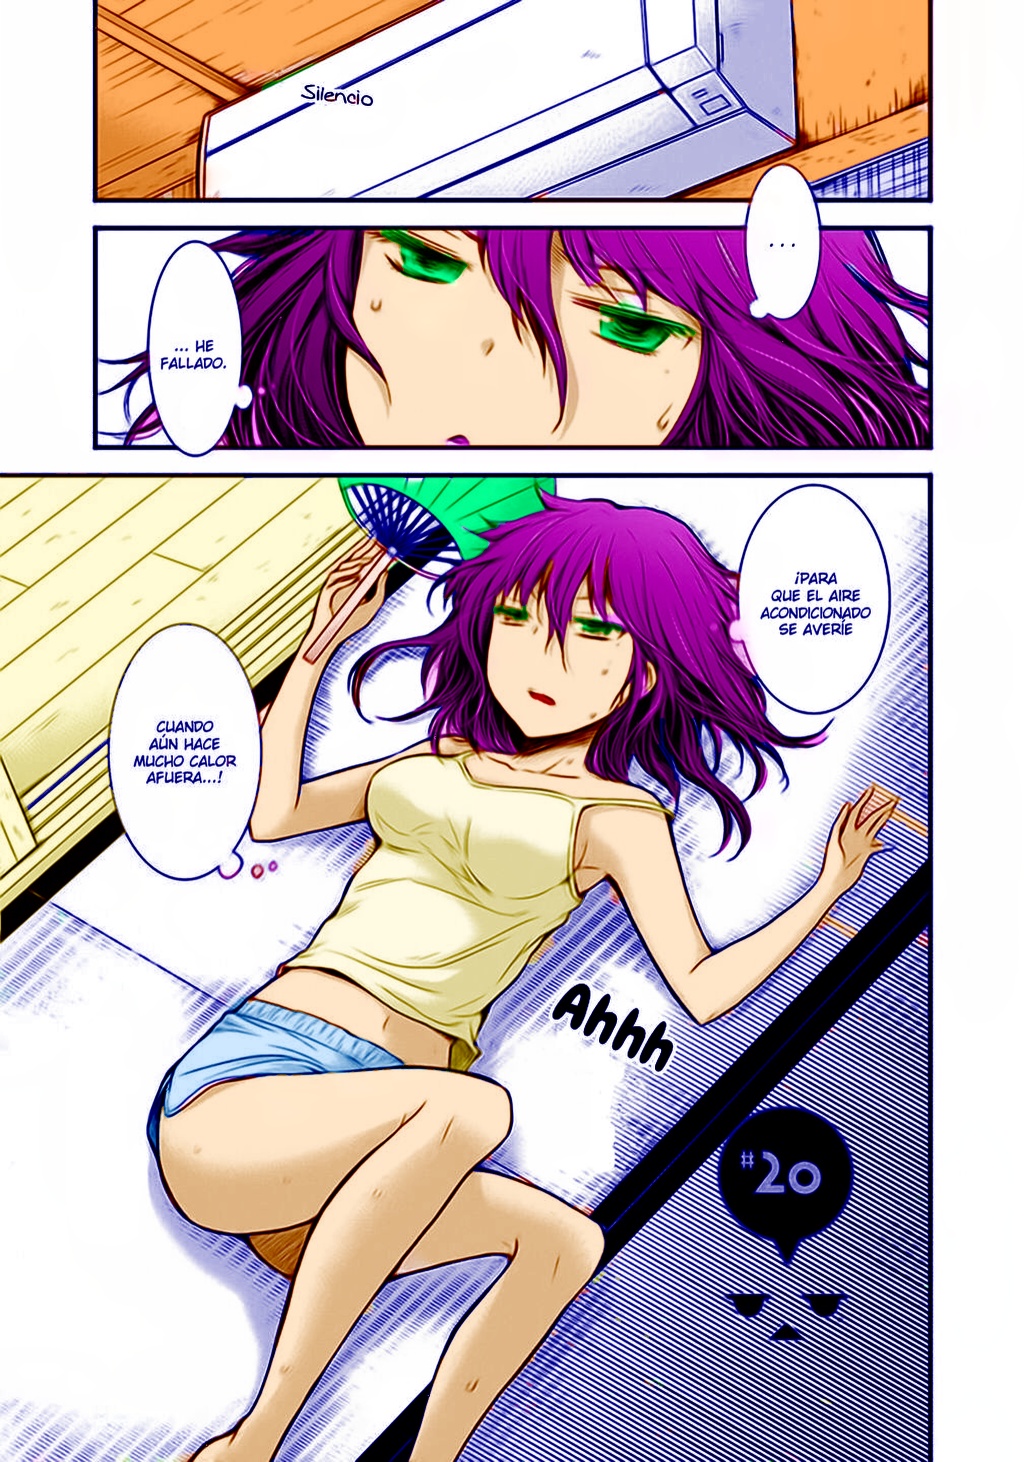 Silencio
...
... HE
FALLADO.
¡PARA
QUE EL AIRE
ACONDICIONADO
SE AVERÍE
CUANDO
AÚN HACE
MUCHO CALOR
AFUERA...!
Ahhh
#20